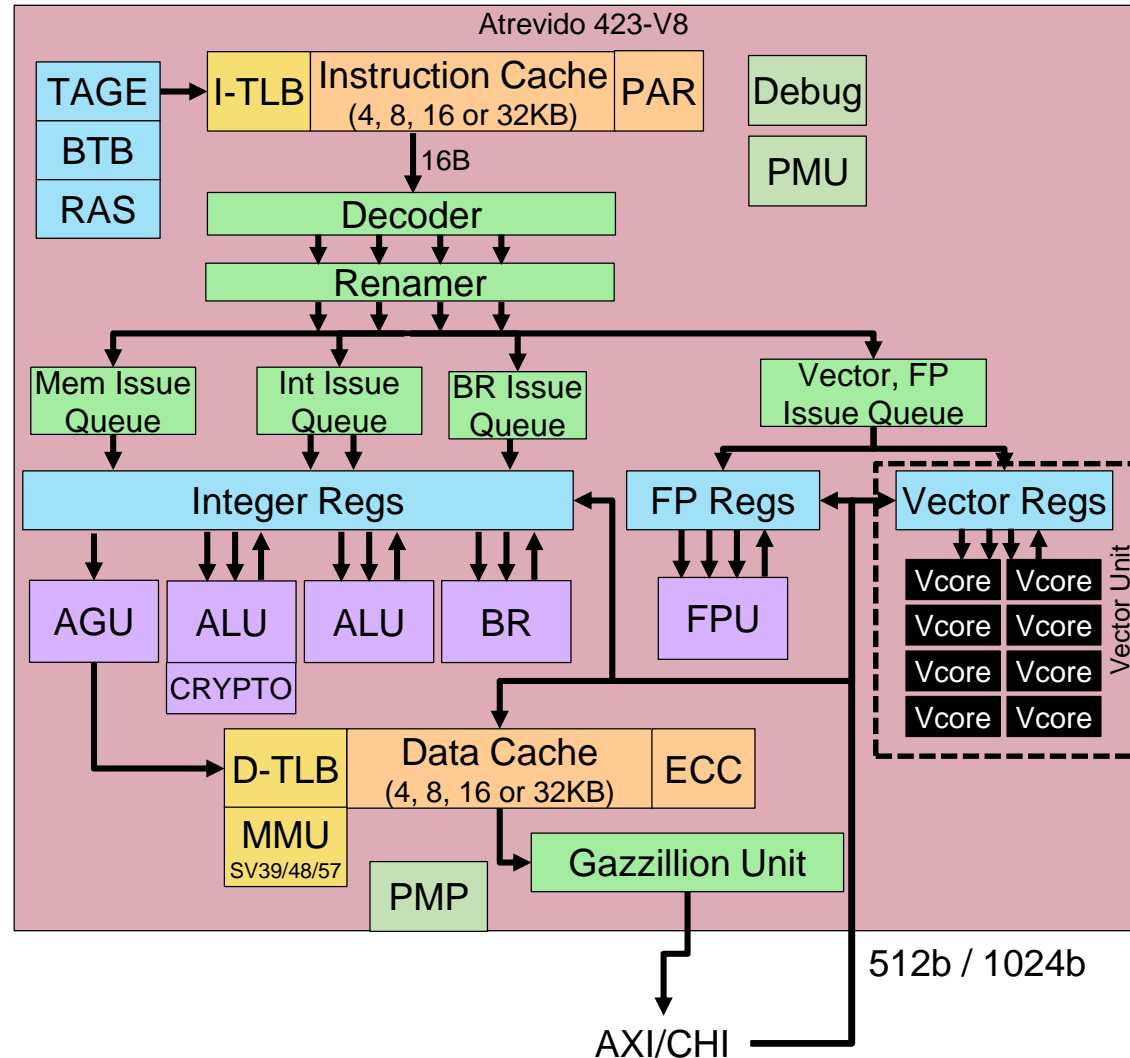 Atrevido 423-V8
TAGE
BTB
RAS
I-TLB
Instruction Cache
(4, 8, 16 or 32KB)
PAR
Debug
PMU
16B
Decoder
Renamer
Mem Issue
Queue
Int Issue
Queue
BR Issue
Queue
Vector, FP
Issue Queue
Integer Regs
FP Regs
Vector Regs
AGU
ALU
CRYPTO
ALU
BR
FPU
Vcore Vcore
Vcore Vcore
Vcore Vcore
Vcore Vcore
Vector Unit
D-TLB
Data Cache
(4, 8, 16 or 32KB)
ECC
MMU
SV39/48/57
PMP
Gazzillion Unit
512b / 1024b
AXI/CHI